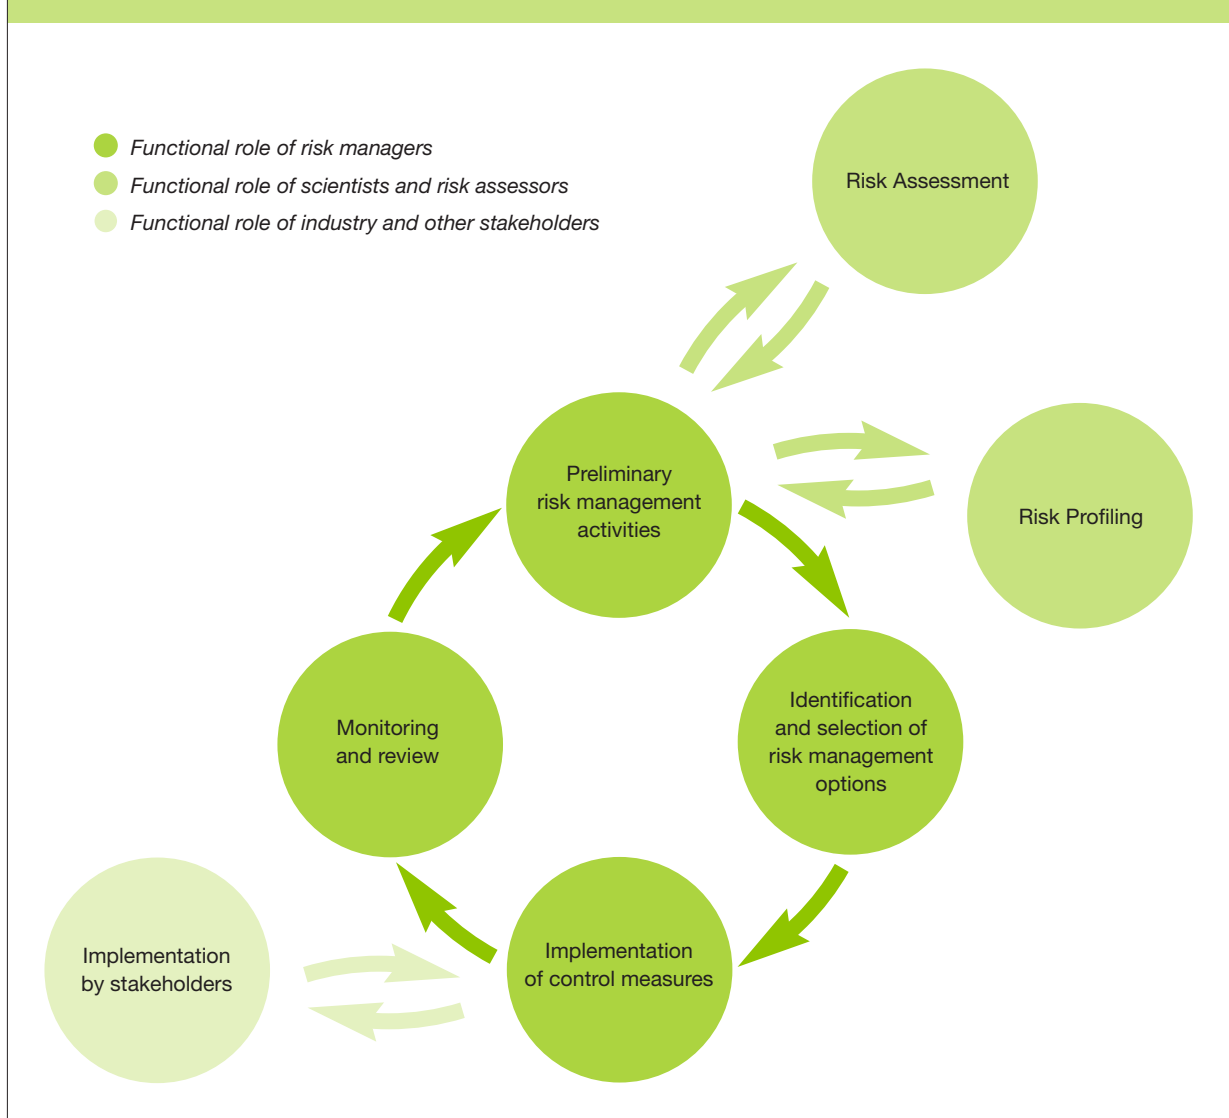 Functional role of risk managers
Functional role of scientists and risk assessors
Functional role of industry and other stakeholders
Risk Assessment
Preliminary
risk management
activities
Risk Profiling
Identification
and selection of
risk management
options
Monitoring
and review
Implementation
of control measures
Implementation
by stakeholders